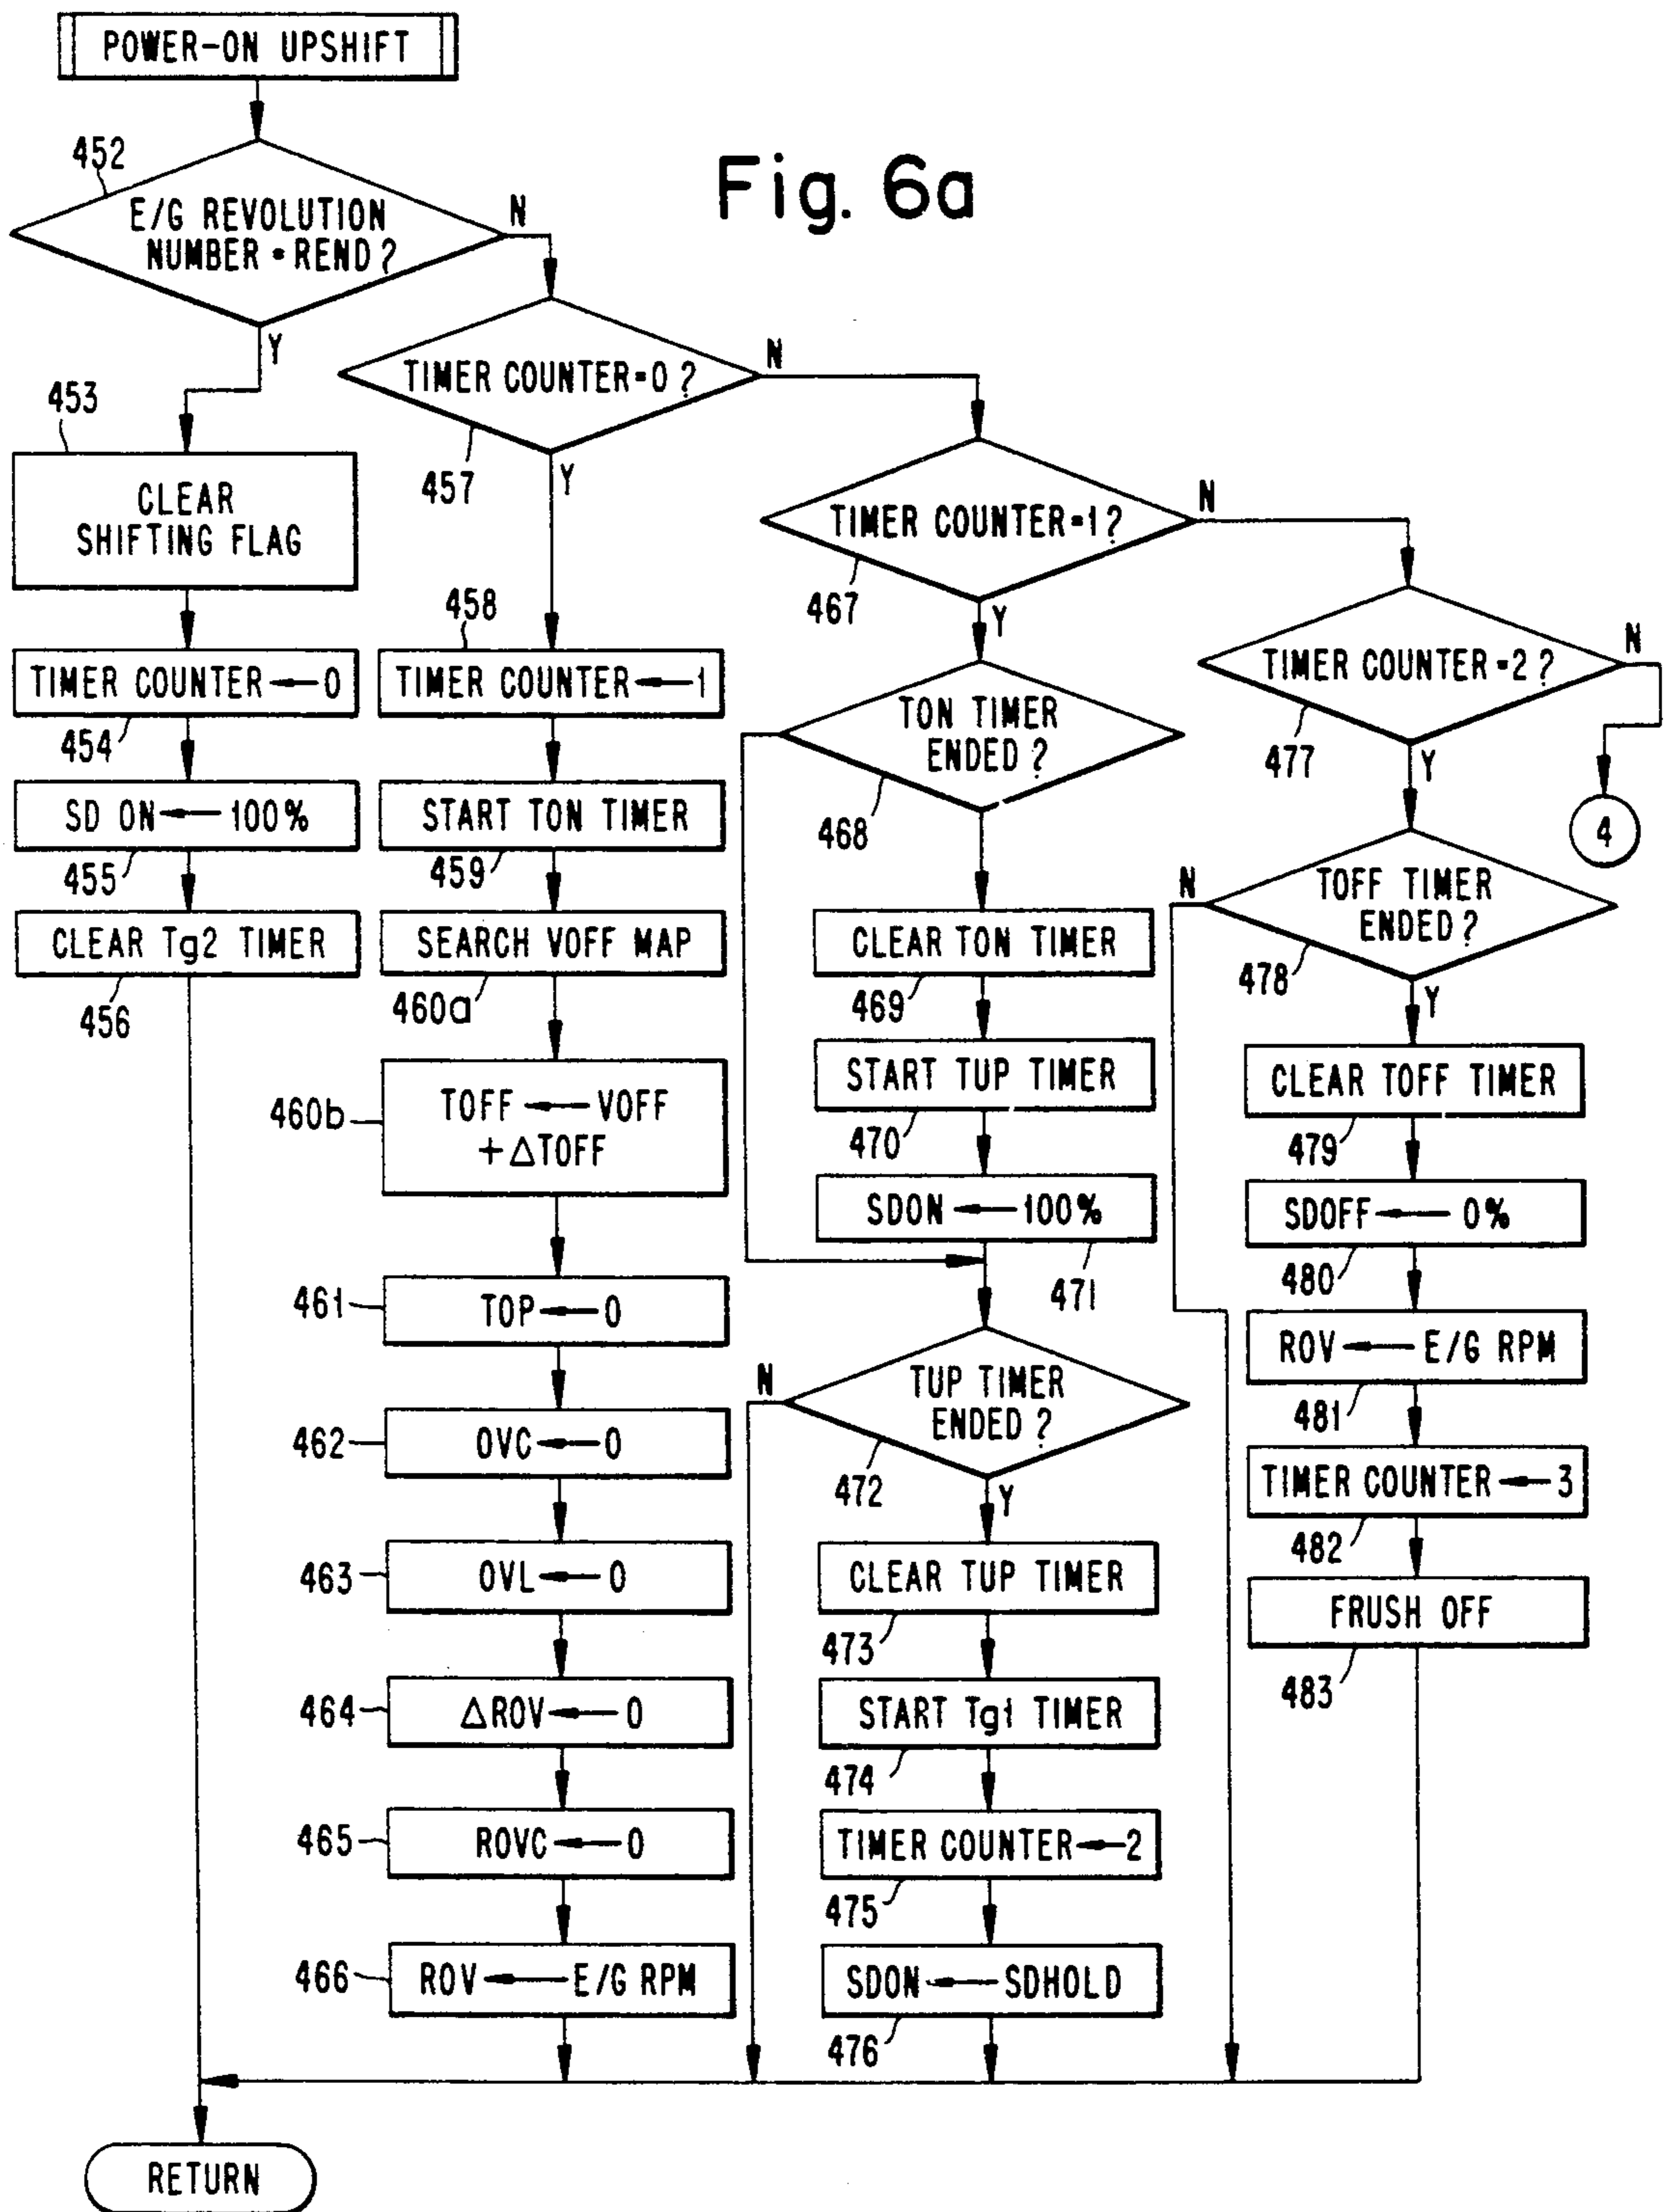 POWER-ON UPSHIFT
Fig. 6a
452
E/G REVOLUTION
NUMBER = REND ?
N
Y
453
CLEAR
SHIFTING FLAG
TIMER COUNTER ← 0
454
SD ON ← 100%
455
CLEAR Tg2 TIMER
456
TIMER COUNTER=0 ?
N
457
Y
458
TIMER COUNTER ← 1
START TON TIMER
459
SEARCH VOFF MAP
460a
460b
TOFF ← VOFF
+ ΔTOFF
461
TOP ← 0
462
OVC ← 0
463
OVL ← 0
464
ΔROV ← 0
465
ROVC ← 0
466
ROV ← E/G RPM
TIMER COUNTER=1 ?
N
467
Y
TON TIMER
ENDED ?
468
CLEAR TON TIMER
469
START TUP TIMER
470
SDON ← 100%
471
N
TUP TIMER
ENDED ?
472
Y
CLEAR TUP TIMER
473
START Tg1 TIMER
474
TIMER COUNTER ← 2
475
SDON ← SDHOLD
476
TIMER COUNTER =2 ?
N
477
Y
4
N
TOFF TIMER
ENDED ?
478
Y
CLEAR TOFF TIMER
479
SDOFF ← 0%
480
ROV ← E/G RPM
481
TIMER COUNTER ← 3
482
FRUSH OFF
483
RETURN